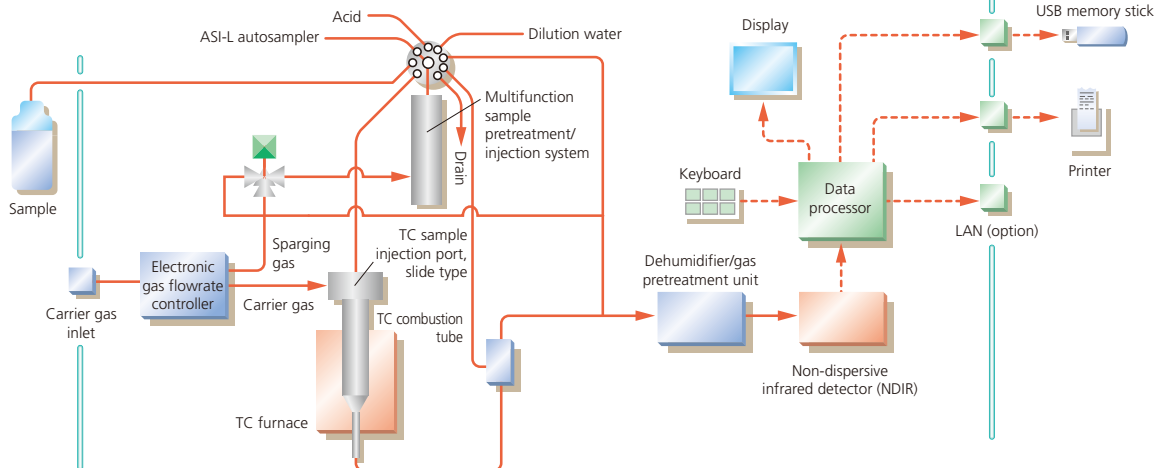 Acid
ASI-L autosampler
Dilution water
Multifunction
sample
pretreatment/
injection system
Drain
Sample
Sparging
gas
Electronic
gas flowrate
controller
Carrier gas
inlet
Carrier gas
TC sample
injection port,
slide type
TC combustion
tube
TC furnace
Dehumidifier/gas
pretreatment unit
Non-dispersive
infrared detector (NDIR)
Display
Keyboard
Data
processor
USB memory stick
Printer
LAN (option)